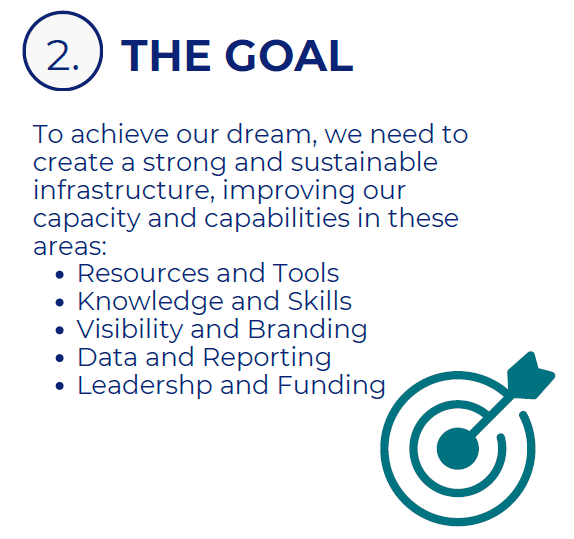 2. THE GOAL
To achieve our dream, we need to
create a strong and sustainable
infrastructure, improving our
capacity and capabilities in these
areas:
• Resources and Tools
• Knowledge and Skills
• Visibility and Branding
• Data and Reporting
• Leadershp and Funding